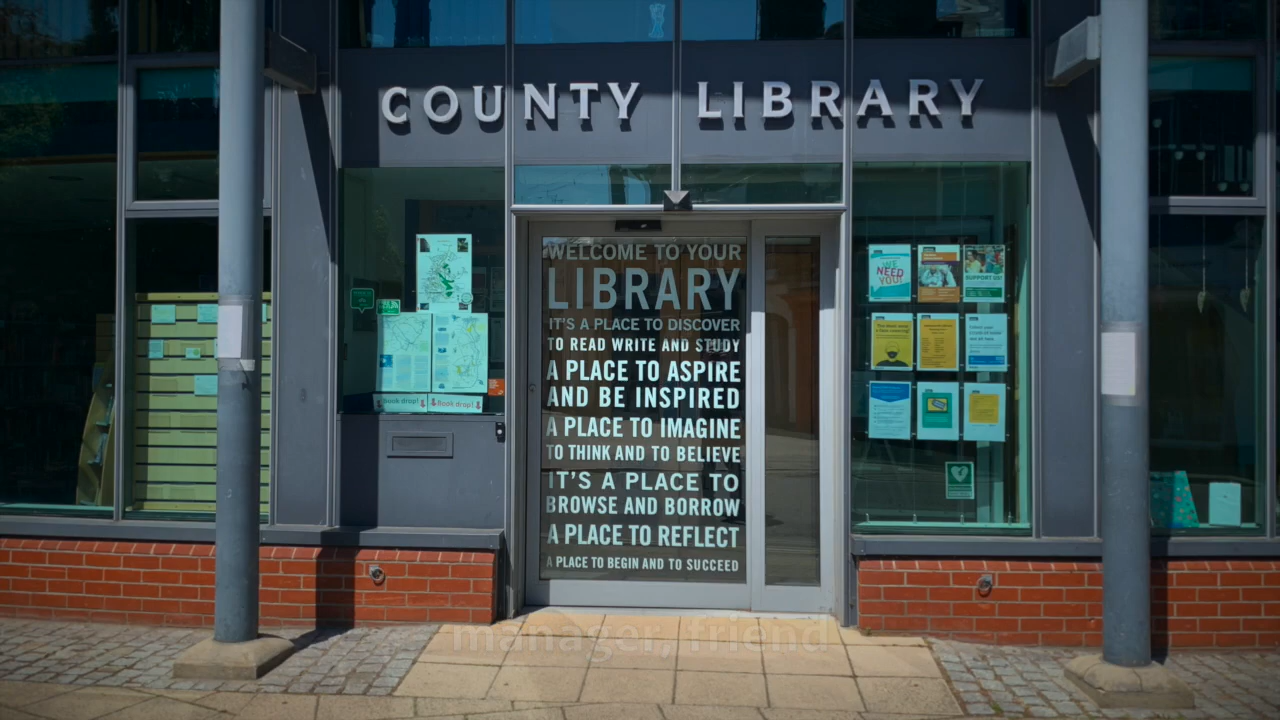 COUNTY LIBRARY
WELCOME TO YOUR
LIBRARY
IT'S A PLACE TO DISCOVER
TO READ WRITE AND STUDY
A PLACE TO ASPIRE
AND BE INSPIRED
A PLACE TO IMAGINE
TO THINK AND TO BELIEVE
IT'S A PLACE TO
BROWSE AND BORROW
A PLACE TO REFLECT
A PLACE TO BEGIN AND TO SUCCEED
Book drop! Book drop!
WE
NEED
YOU!
SUPPORT US!
manager, friend